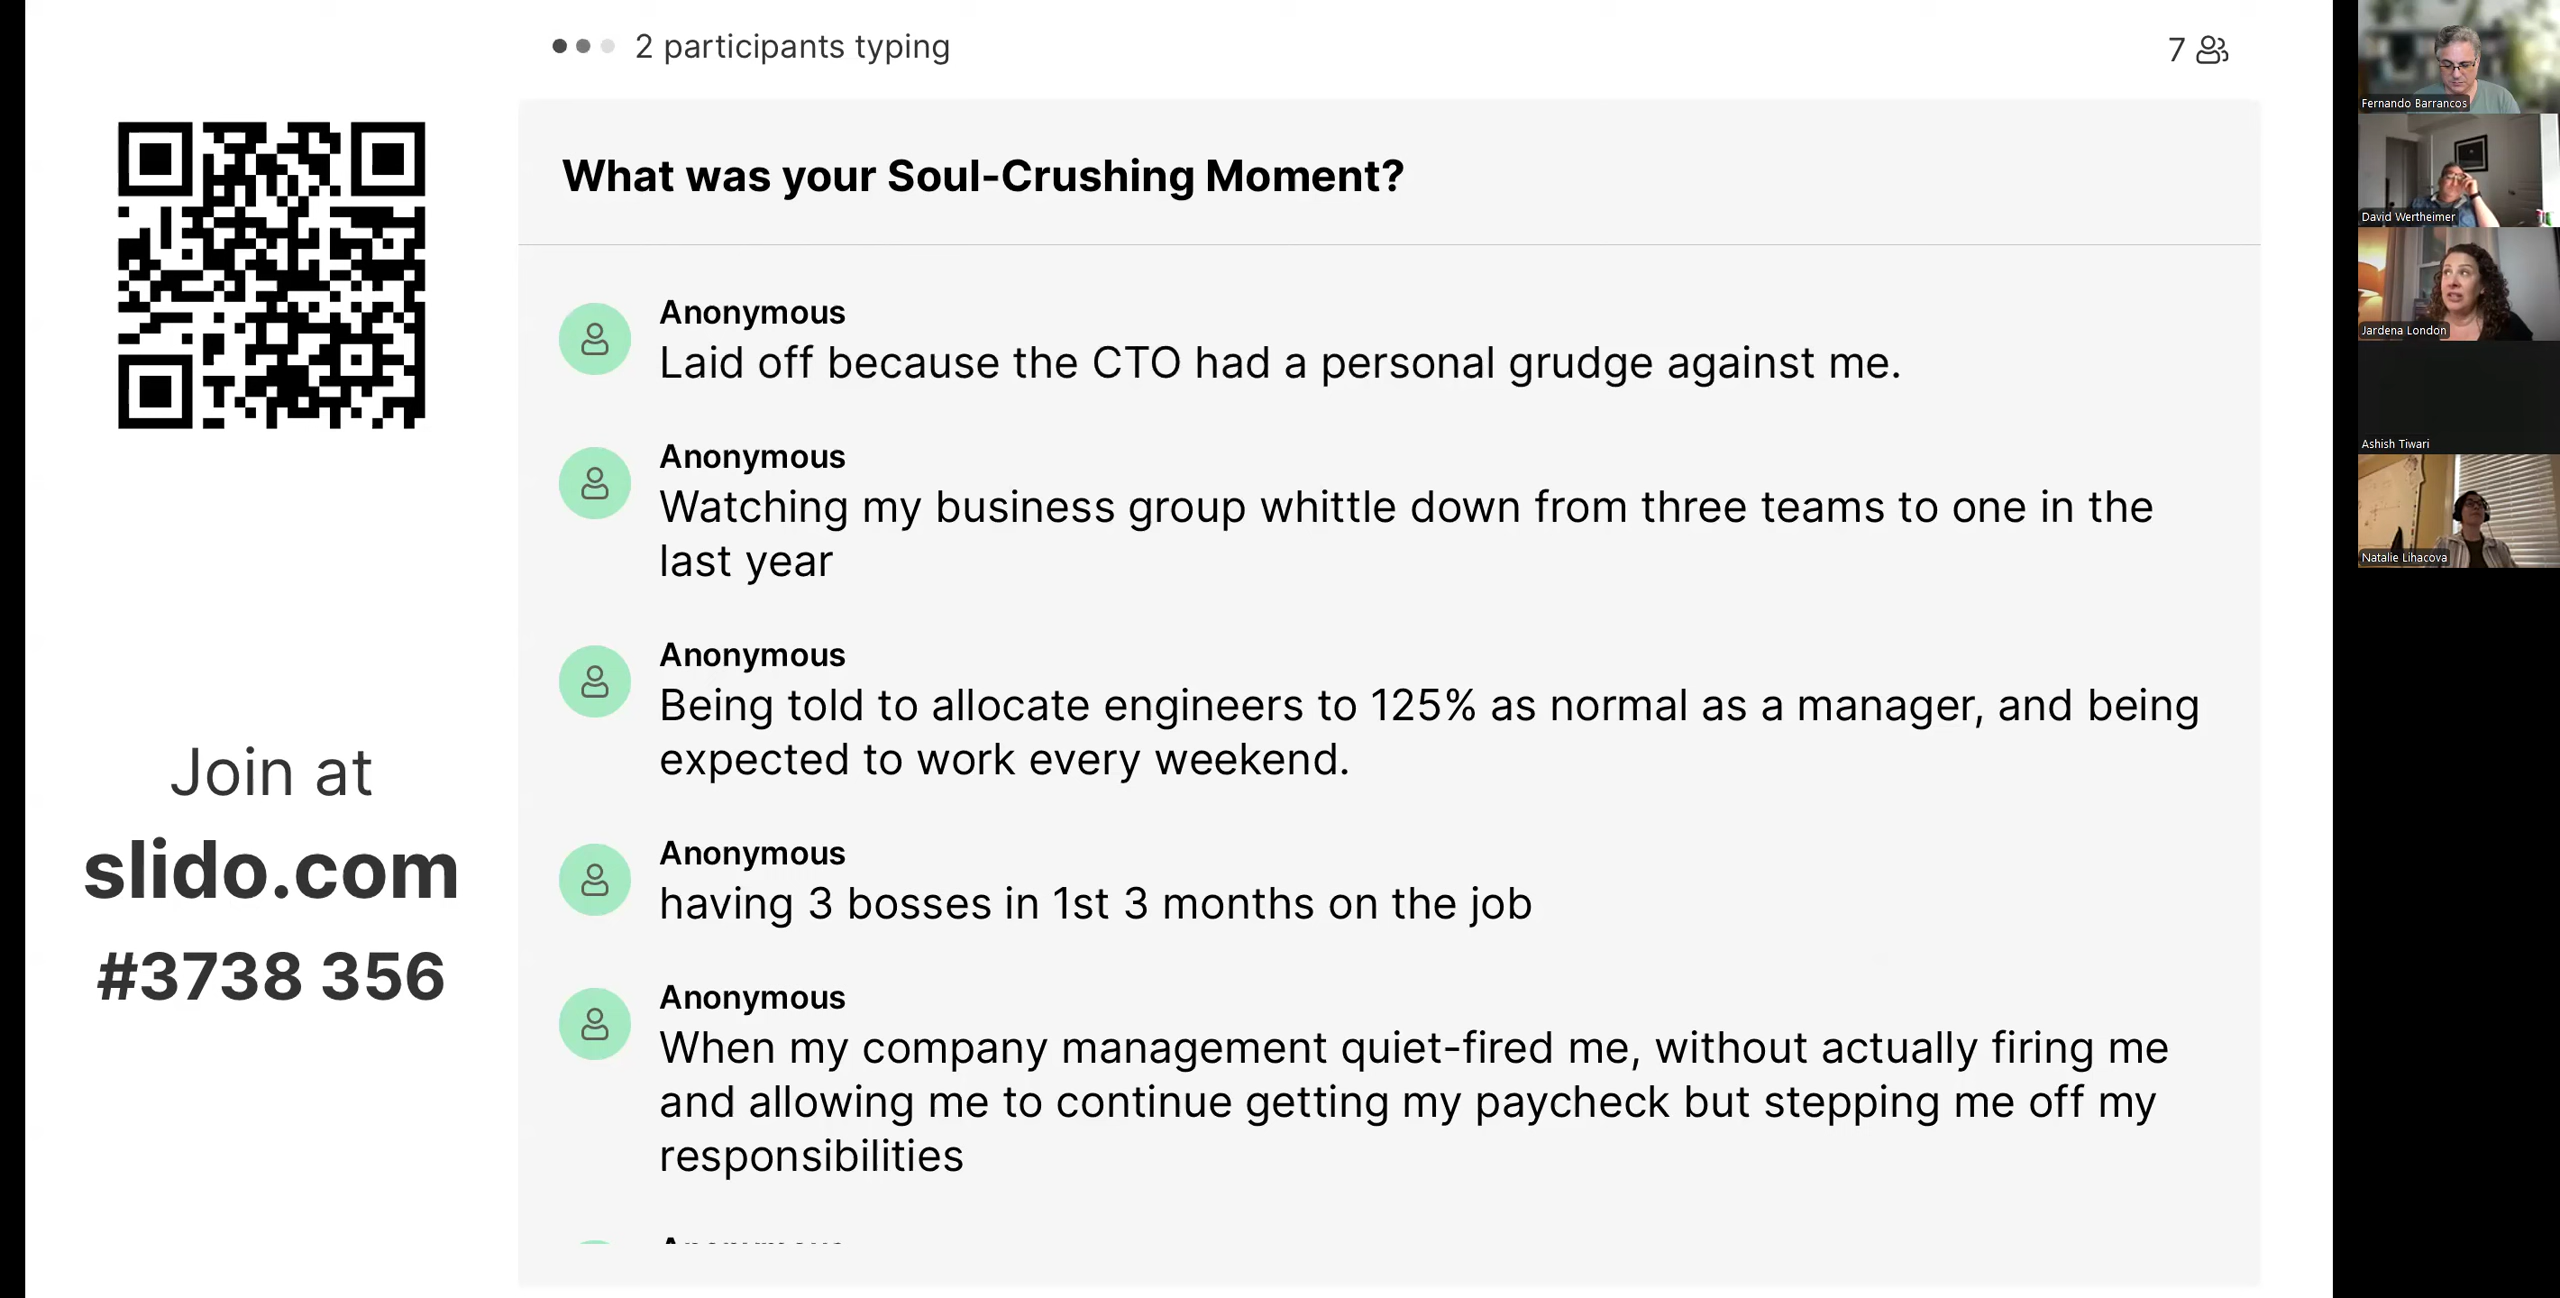 2 participants typing
7
What was your Soul-Crushing Moment?
Anonymous
Laid off because the CTO had a personal grudge against me.
Anonymous
Watching my business group whittle down from three teams to one in the
last year
Anonymous
Being told to allocate engineers to 125% as normal as a manager, and being
expected to work every weekend.
Anonymous
having 3 bosses in 1st 3 months on the job
Anonymous
When my company management quiet-fired me, without actually firing me
and allowing me to continue getting my paycheck but stepping me off my
responsibilities
Join at
slido.com
#3738 356
Fernando Barrancos
David Wertheimer
Jardena London
Ashish Tiwari
Natalie Lihacova